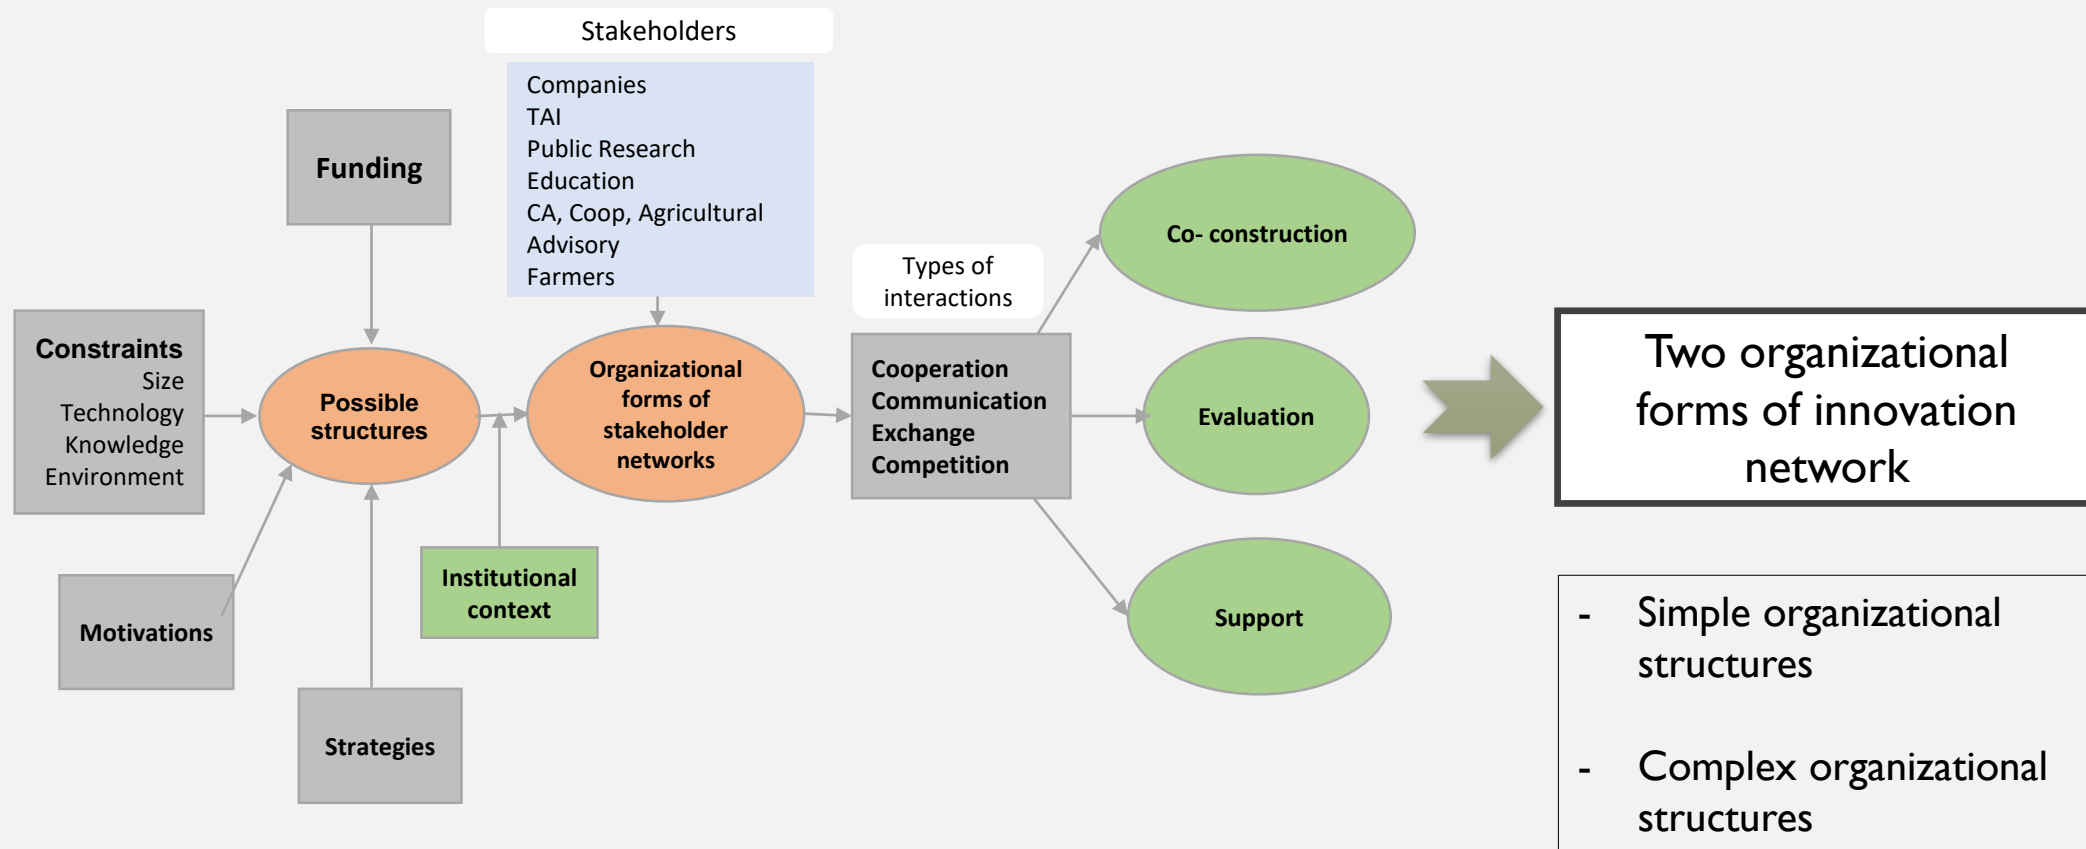 Stakeholders
Companies
TAI
Public Research
Education
CA, Coop, Agricultural
Advisory
Farmers
Funding
Constraints
Size
Technology
Knowledge
Environment
Possible
structures
Motivations
Strategies
Institutional
context
Organizational
forms of
stakeholder
networks
Types of
interactions
Cooperation
Communication
Exchange
Competition
Co- construction
Evaluation
Support
Two organizational
forms of innovation
network
- Simple organizational
structures
- Complex organizational
structures